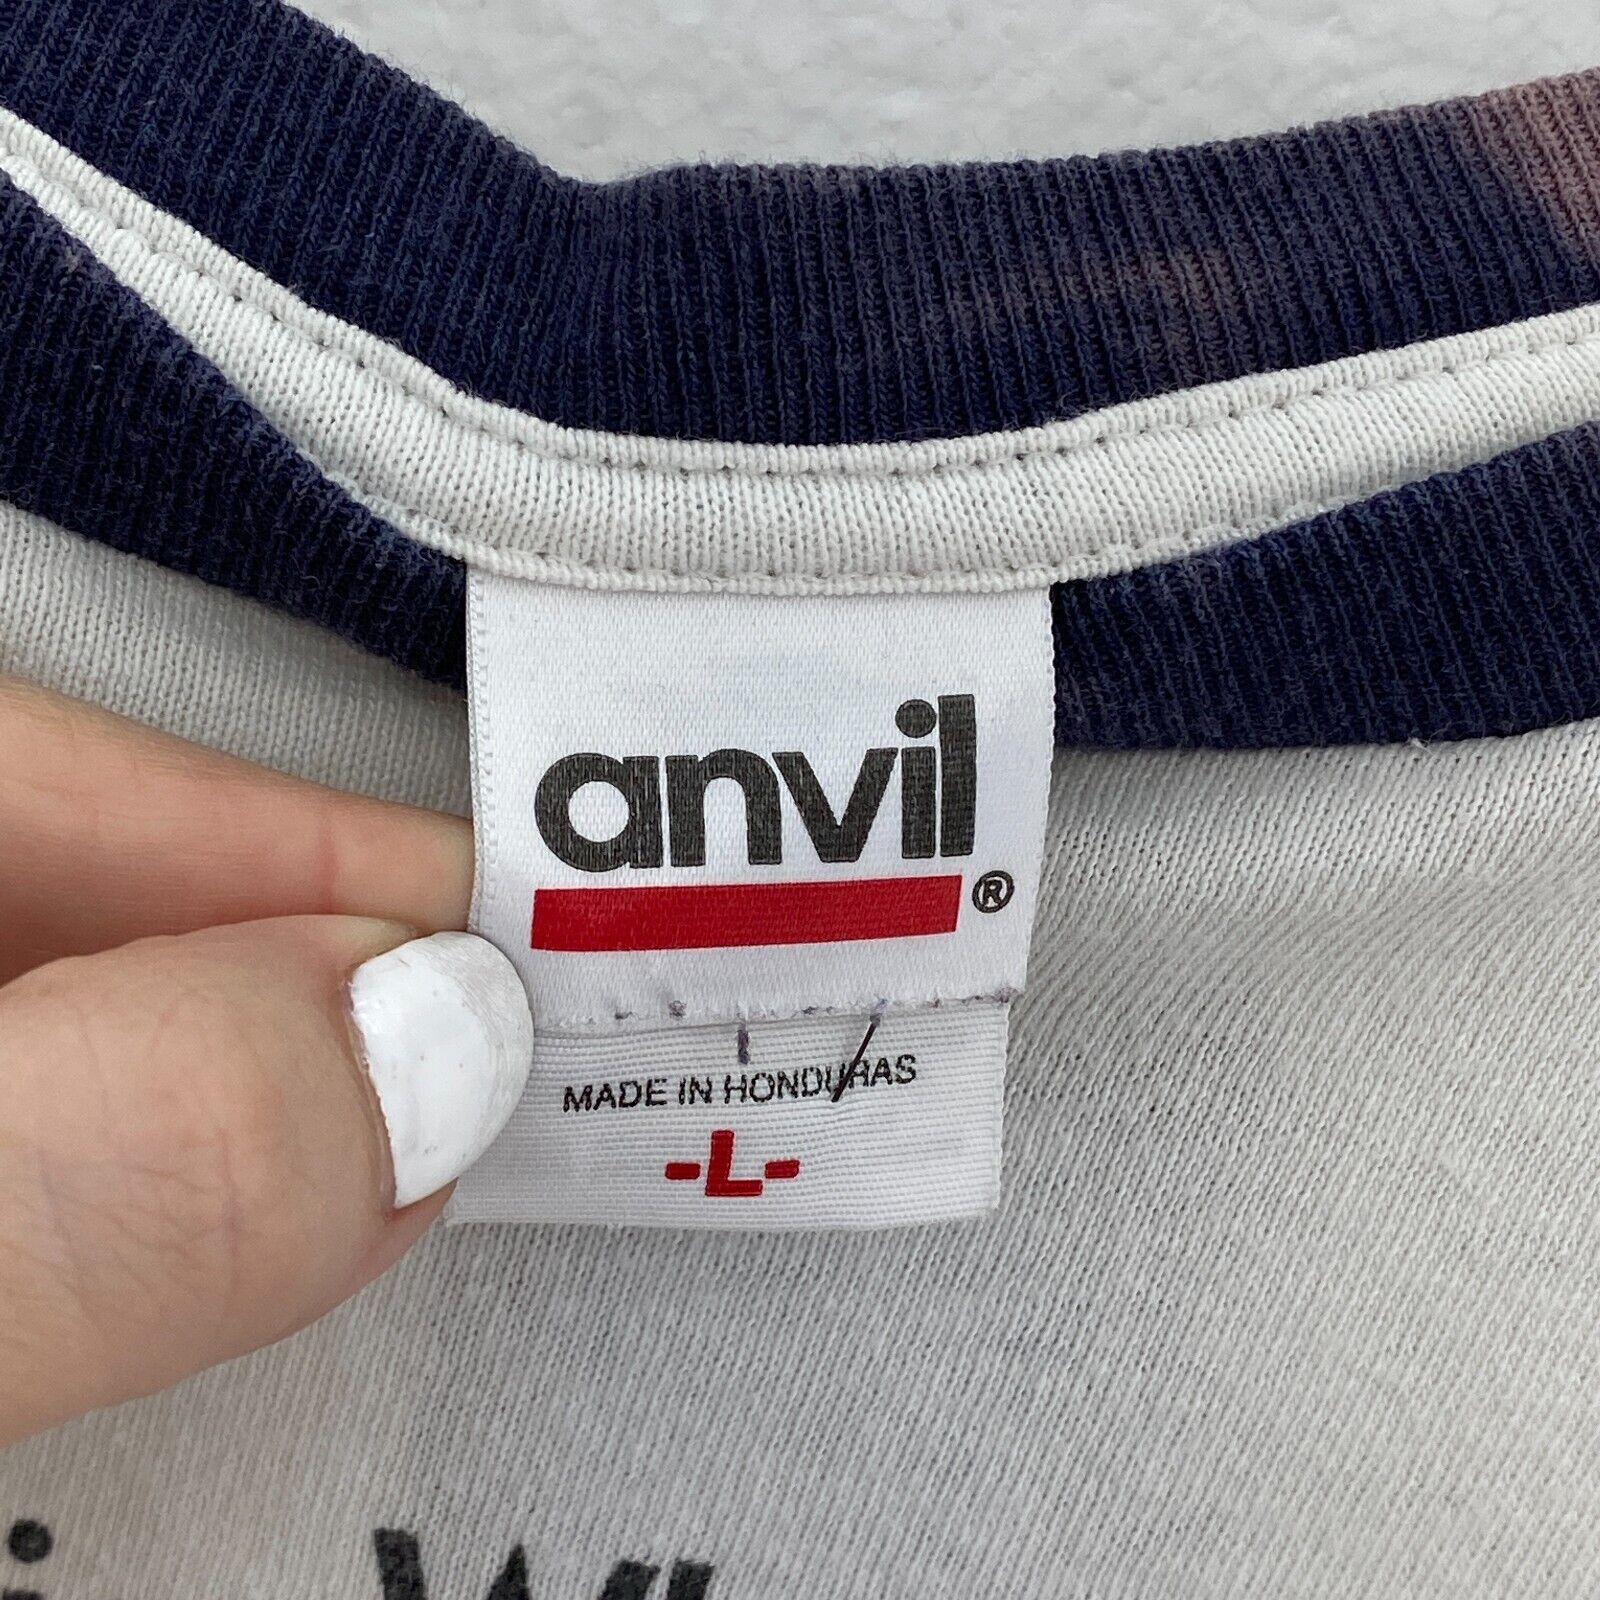 anvil®
MADE IN HONDURAS
-L-